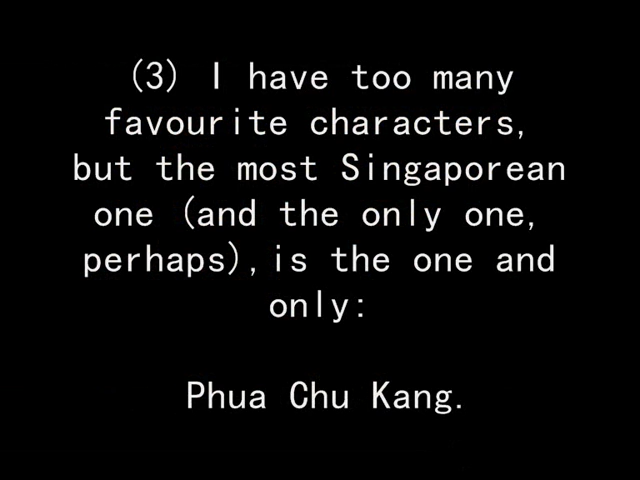 (3) I have too many
favourite characters,
but the most Singaporean
one (and the only one,
perhaps),is the one and
only:
Phua Chu Kang.